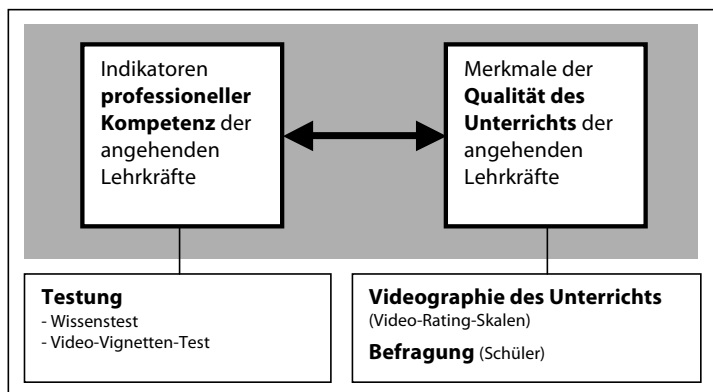 Indikatoren
professioneller
Kompetenz der
angehenden
Lehrkräfte
Merkmale der
Qualität des
Unterrichts der
angehenden
Lehrkräfte
Testung
- Wissenstest
- Video-Vignetten-Test
Videographie des Unterrichts
(Video-Rating-Skalen)
Befragung (Schüler)